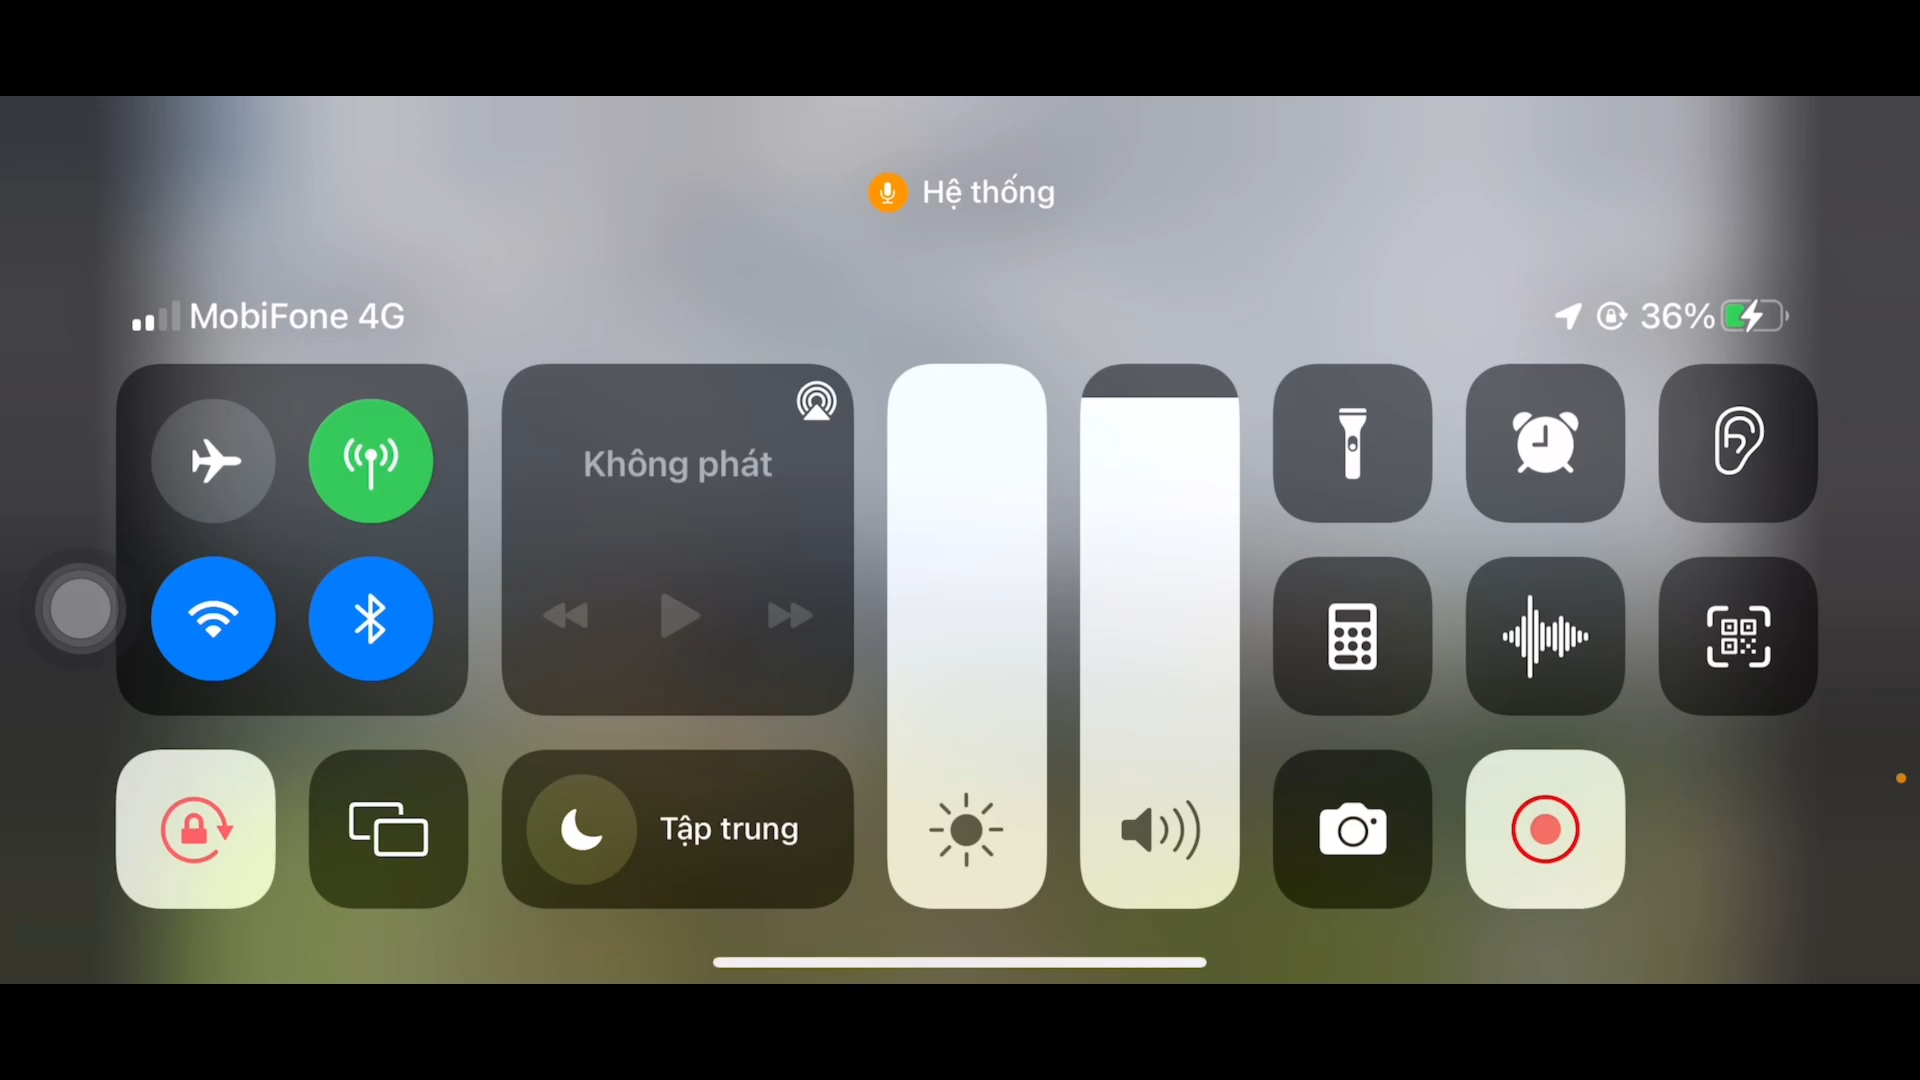 Hệ thống
MobiFone 4G
36%
Không phát
Tập trung